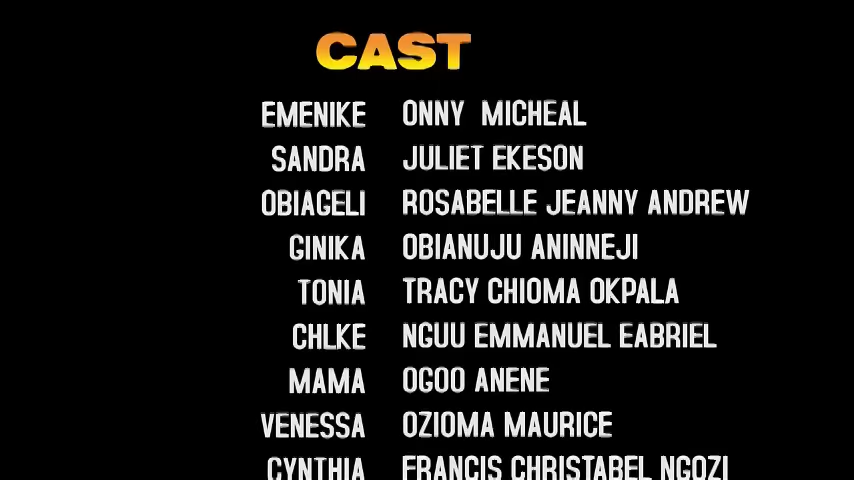 CAST
EMENIKE ONNY MICHEAL
SANDRA JULIET EKESON
OBIAGELI ROSABELLE JEANNY ANDREW
GINIKA OBIANUJU ANINNEJI
TONIA TRACY CHIOMA OKPALA
CHLKE NGUU EMMANUEL EABRIEL
MAMA OGOO ANENE
VENESSA OZIOMA MAURICE
CYNTHIA FRANCIS CHRISTABEL NGOZI